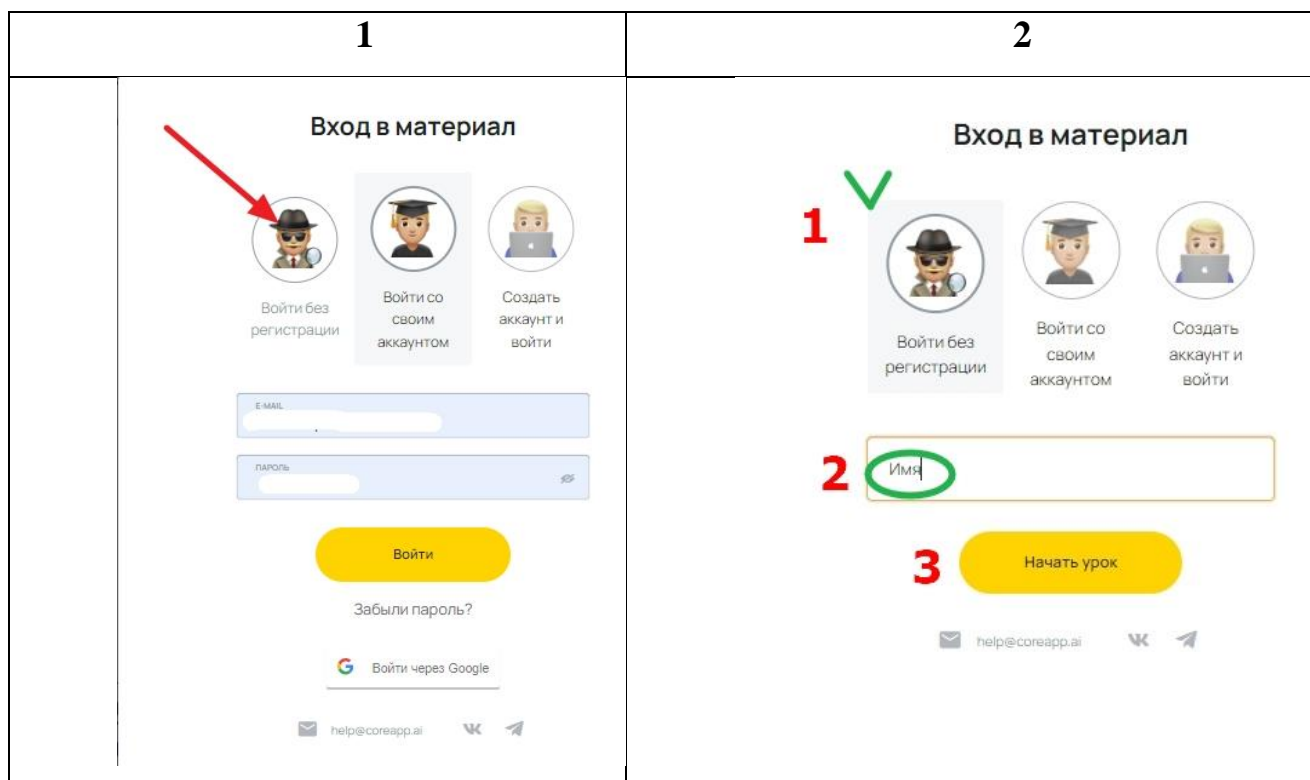 1
2
Вход в материал
Войти без
регистрации
Войти со
своим
аккаунтом
Создать
аккаунт и
войти
E-MAIL
ПАРОЛЬ
Войти
Забыли пароль?
Войти через Google
help@coreapp.ai
Вход в материал
1
Войти без
регистрации
Войти со
своим
аккаунтом
Создать
аккаунт и
войти
2
Имя
3
Начать урок
help@coreapp.ai